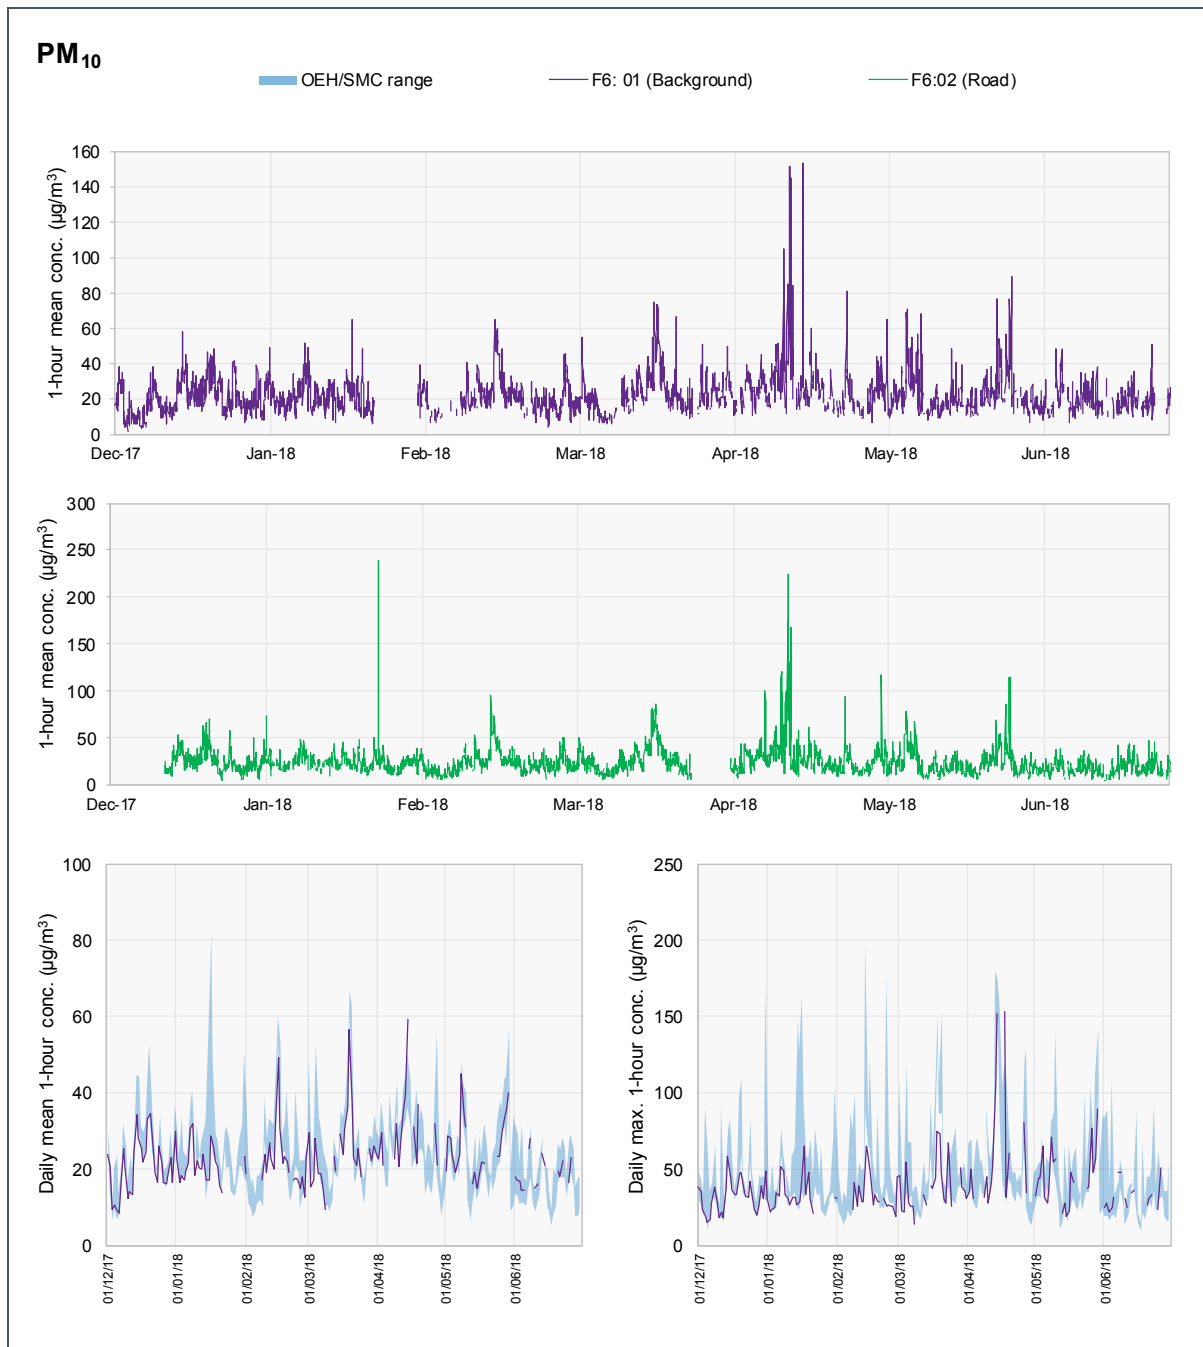 PM10
OEH/SMC range
F6: 01 (Background)
F6:02 (Road)
1-hour mean conc. (µg/m³)
160
140
120
100
80
60
40
20
0
Dec-17
Jan-18
Feb-18
Mar-18
Apr-18
May-18
Jun-18
1-hour mean conc. (µg/m³)
300
250
200
150
100
50
0
Dec-17
Jan-18
Feb-18
Mar-18
Apr-18
May-18
Jun-18
Daily mean 1-hour conc. (µg/m³)
100
80
60
40
20
0
01/12/17
01/01/18
01/02/18
01/03/18
01/04/18
01/05/18
01/06/18
Daily max. 1-hour conc. (µg/m³)
250
200
150
100
50
0
01/12/17
01/01/18
01/02/18
01/03/18
01/04/18
01/05/18
01/06/18